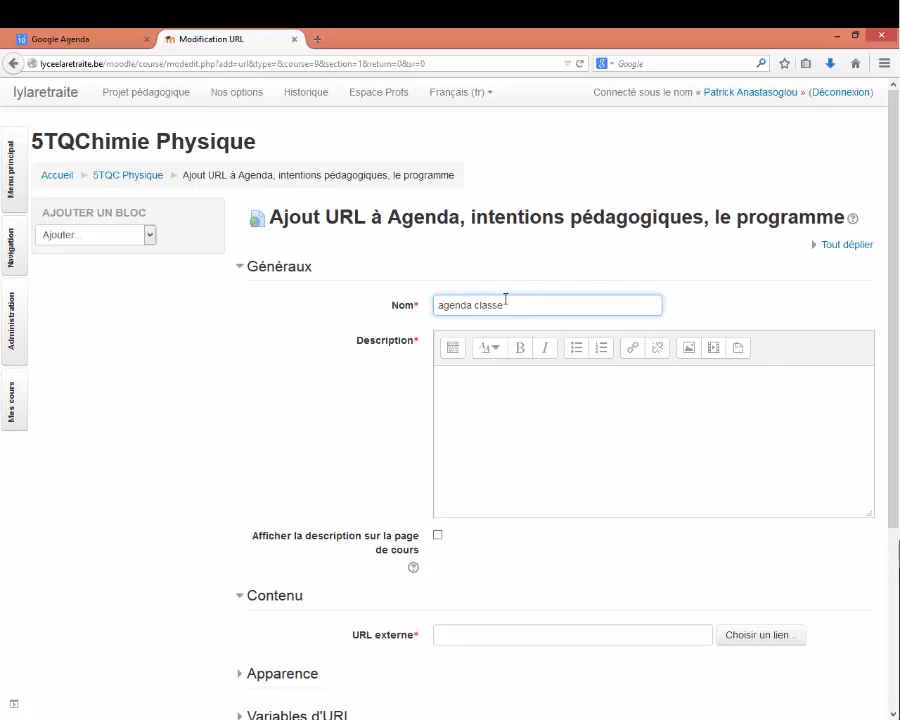 Google Agenda
Modification URL
lyceelaretraite.be/moodle/course/modedit.php?add=url&type=&course=9&section=1&return=0&sr=0
Google
lylaretraite
Projet pédagogique
Nos options
Historique
Espace Profs
Français (fr)
Connecté sous le nom « Patrick Anastasoglou » (Déconnexion)
Menu principal
Navigation
Administration
Mes cours
5TQChimie Physique
Accueil
5TQC Physique
Ajout URL à Agenda, intentions pédagogiques, le programme
AJOUTER UN BLOC
Ajouter...
Ajout URL à Agenda, intentions pédagogiques, le programme
Tout déplier
Généraux
Nom*
agenda classe
Description*
Afficher la description sur la page
de cours
Contenu
URL externe*
Choisir un lien...
Apparence
Variables d'URL